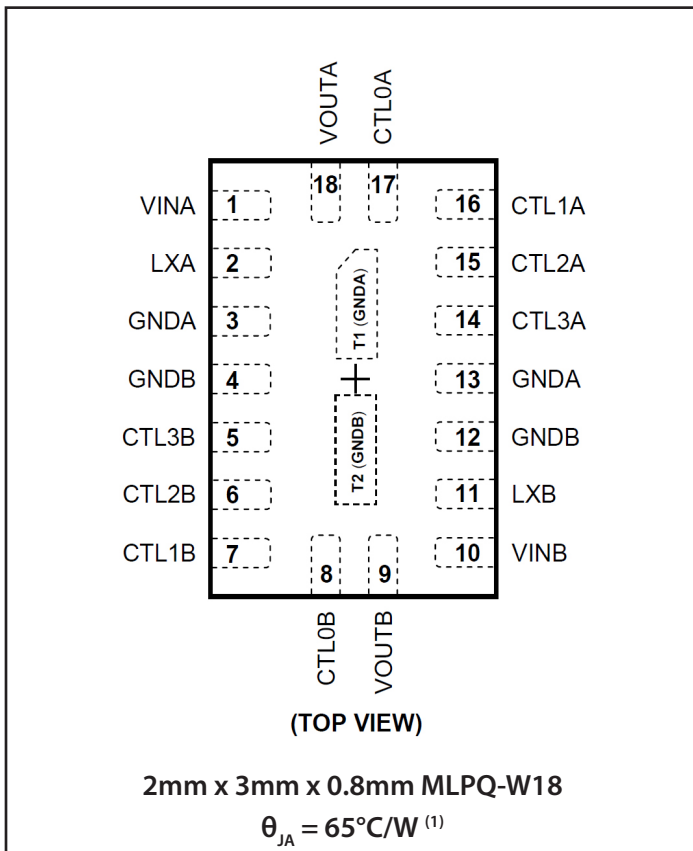 VOUTA
CTL0A
18
17
VINA 1
16 CTL1A
LXA 2
15 CTL2A
GNDA 3
14 CTL3A
T1 (GNDA)
GNDB 4
13 GNDA
CTL3B 5
12 GNDB
T2 (GNDB)
CTL2B 6
11 LXB
CTL1B 7
10 VINB
8
9
CTL0B
VOUTB
(TOP VIEW)
2mm x 3mm x 0.8mm MLPQ-W18
θJA = 65°C/W (1)